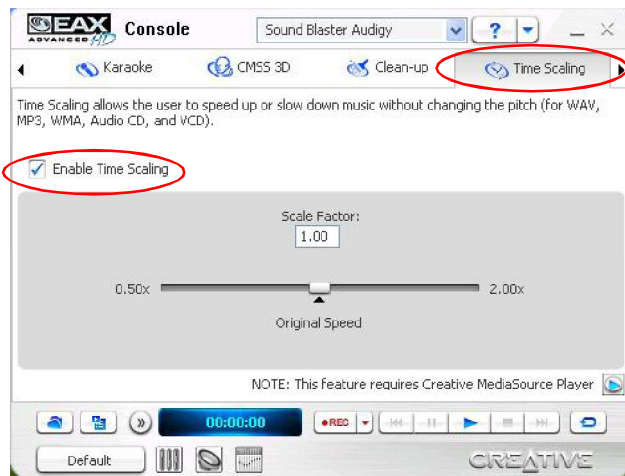 EAX Console Sound Blaster Audigy ?
ADVANCED HD
Karaoke CMSS 3D Clean-up Time Scaling
Time Scaling allows the user to speed up or slow down music without changing the pitch (for WAV,
MP3, WMA, Audio CD, and VCD).
Enable Time Scaling
Scale Factor:
1.00
0.50x 2.00x
Original Speed
NOTE: This feature requires Creative MediaSource Player
00:00:00 REC
Default CREATIVE